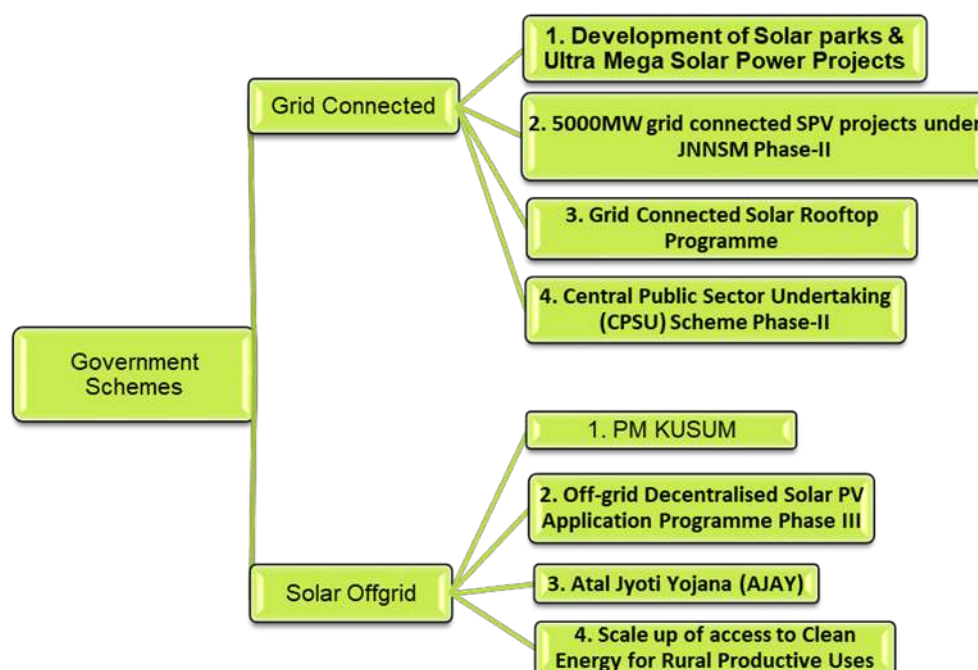 Government
Schemes
Grid Connected
1. Development of Solar parks &
Ultra Mega Solar Power Projects
2. 5000MW grid connected SPV projects under
JNNSM Phase-II
3. Grid Connected Solar Rooftop
Programme
4. Central Public Sector Undertaking
(CPSU) Scheme Phase-II
Solar Offgrid
1. PM KUSUM
2. Off-grid Decentralised Solar PV
Application Programme Phase III
3. Atal Jyoti Yojana (AJAY)
4. Scale up of access to Clean
Energy for Rural Productive Uses